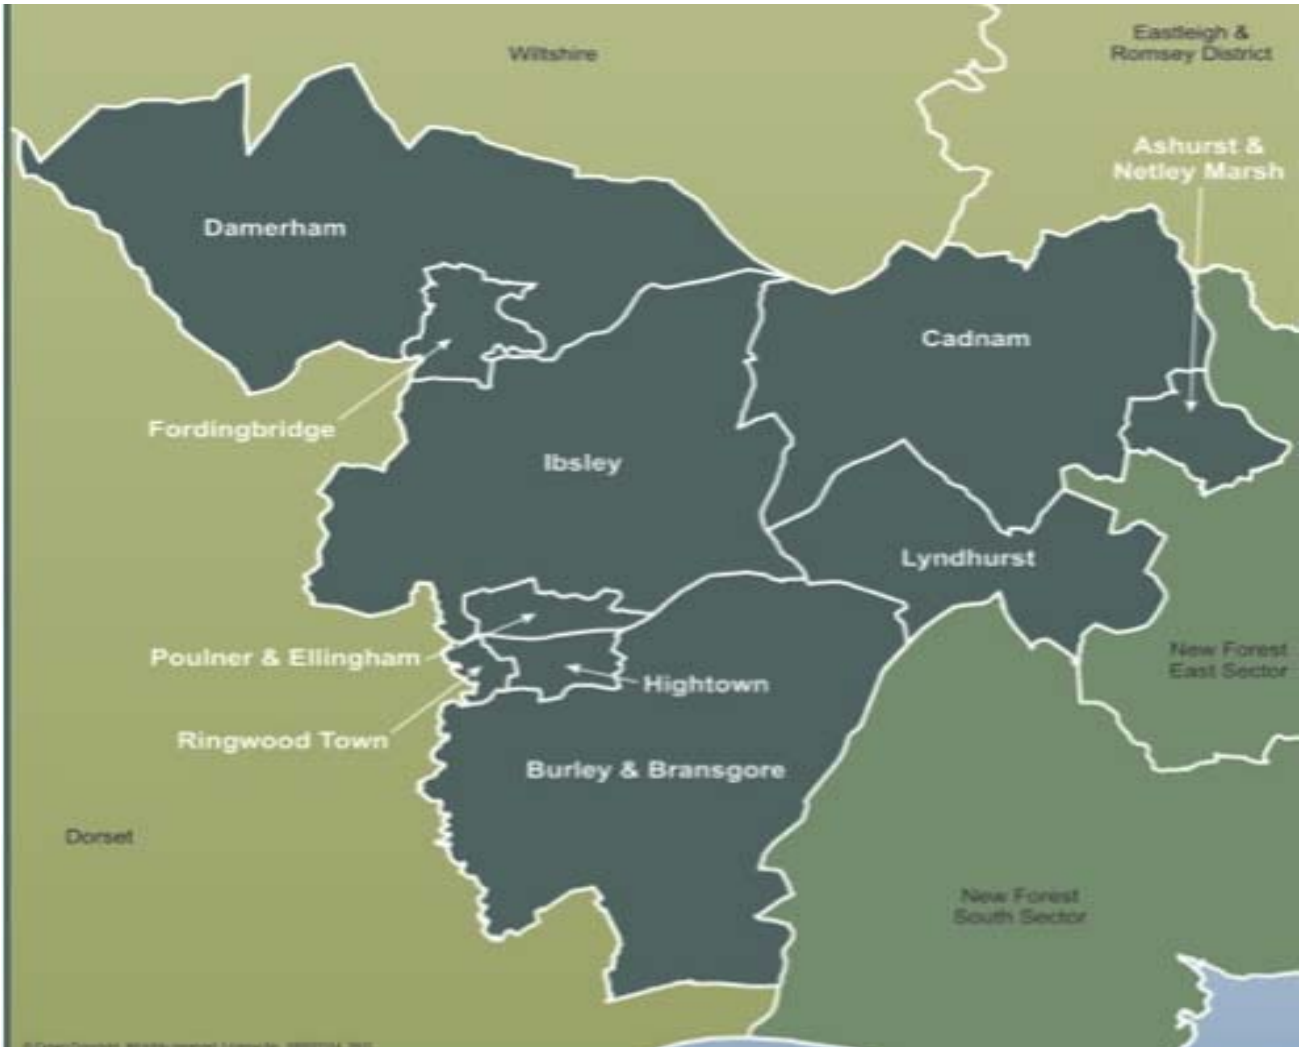 Wiltshire
Eastleigh &
Romsey District
Ashurst &
Netley Marsh
Damerham
Cadnam
Fordingbridge
Ibsley
Lyndhurst
Poulner & Ellingham
New Forest
East Sector
Hightown
Ringwood Town
Burley & Bransgore
Dorset
New Forest
South Sector